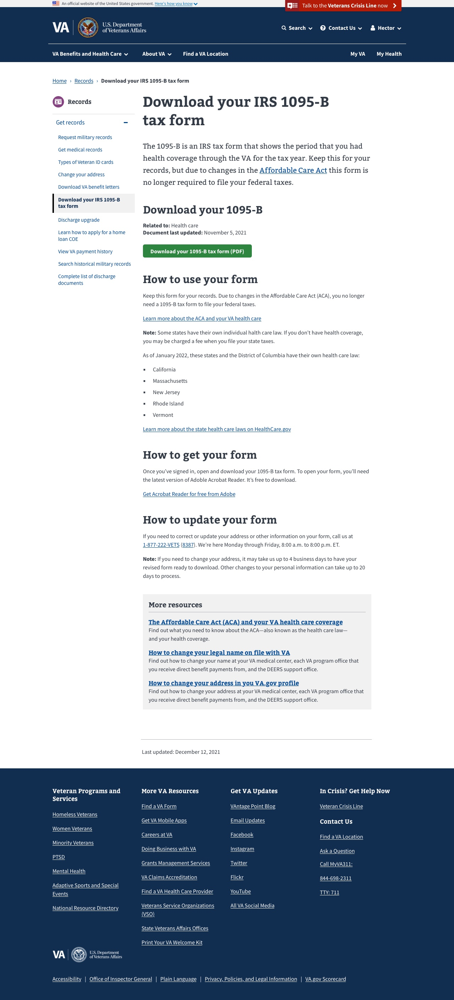 An official website of the United States government. Here's how you know
Talk to the Veterans Crisis Line now
VA
U.S. Department
of Veterans Affairs
Search
Contact Us
Hector
VA Benefits and Health Care
About VA
Find a VA Location
My VA
My Health
Home › Records › Download your IRS 1095-B tax form
Records
Get records
Request military records
Get medical records
Types of Veteran ID cards
Change your address
Download VA benefit letters
Download your IRS 1095-B
tax form
Discharge upgrade
Learn how to apply for a home
loan COE
View VA payment history
Search historical military records
Complete list of discharge
documents
Download your IRS 1095-B
tax form
The 1095-B is an IRS tax form that shows the period that you had
health coverage through the VA for the tax year. Keep this for your
records, but due to changes in the Affordable Care Act this form is
no longer required to file your federal taxes.
Download your 1095-B
Related to: Health care
Document last updated: November 5, 2021
Download your 1095-B tax form (PDF)
How to use your form
Keep this form for your records. Due to changes in the Affordable Care Act (ACA), you no longer
need a 1095-B tax form to file your federal taxes.
Learn more about the ACA and your VA health care
Note: Some states have their own individual halth care law. If you don’t have health coverage,
you may be charged a fee when you file your state taxes.
As of January 2022, these states and the District of Columbia have their own health care law:
▪ California
▪ Massachusetts
▪ New Jersey
▪ Rhode Island
▪ Vermont
Learn more about the state health care laws on HealthCare.gov
How to get your form
Once you’ve signed in, open and download your 1095-B tax form. To open your form, you’ll need
the latest version of Adoble Acrobat Reader. It’s free to download.
Get Acrobat Reader for free from Adobe
How to update your form
If you need to correct or update your address or other information on your form, call us at
1-877-222-VETS (8387). We’re here Monday through Friday, 8:00 a.m. to 8:00 p.m. ET.
Note: If you need to change your address, it may take us up to 4 business days to have your
revised form ready to download. Other changes to your personal information can take up to 20
days to process.
More resources
The Affordable Care Act (ACA) and your VA health care coverage
Find out what you need to know about the ACA—also known as the health care law—
and your health coverage.
How to change your legal name on file with VA
Find out how to change your name at your VA medical center, each VA program office that
you receive direct benefit payments from, and the DEERS support office.
How to change your address in you VA.gov profile
Find out how to change your address at your VA medical center, each VA program office that
you receive direct benefit payments from, and the DEERS support office.
Last updated: December 12, 2021
Veteran Programs and
Services
Homeless Veterans
Women Veterans
Minority Veterans
PTSD
Mental Health
Adaptive Sports and Special
Events
National Resource Directory
More VA Resources
Find a VA Form
Get VA Mobile Apps
Careers at VA
Doing Business with VA
Grants Management Services
VA Claims Accreditation
Find a VA Health Care Provider
Veterans Service Organizations
(VSO)
State Veterans Affairs Offices
Print Your VA Welcome Kit
Get VA Updates
VAntage Point Blog
Email Updates
Facebook
Instagram
Twitter
Flickr
YouTube
All VA Social Media
In Crisis? Get Help Now
Veteran Crisis Line
Contact Us
Find a VA Location
Ask a Question
Call MyVA311:
844-698-2311
TTY: 711
VA
U.S. Department
of Veterans Affairs
Accessibility | Office of Inspector General | Plain Language | Privacy, Policies, and Legal Information | VA.gov Scorecard